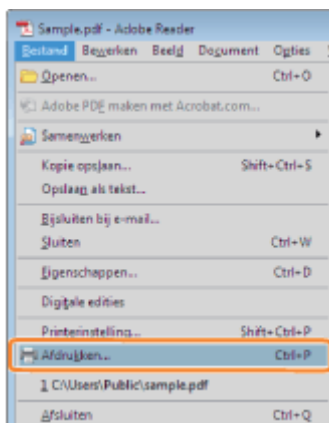 Sample.pdf - Adobe Reader
Bestand Bewerken Beeld Document Opties
Openen... Ctrl+O
Adobe PDF maken met Acrobat.com...
Samenwerken
Kopie opslaan... Shift+Ctrl+S
Opslaan als tekst...
Bijsluiten bij e-mail...
Sluiten Ctrl+W
Eigenschappen... Ctrl+D
Digitale edities
Printerinstelling... Shift+Ctrl+P
Afdrukken... Ctrl+P
1 C:\Users\Public\sample.pdf
Afsluiten Ctrl+Q